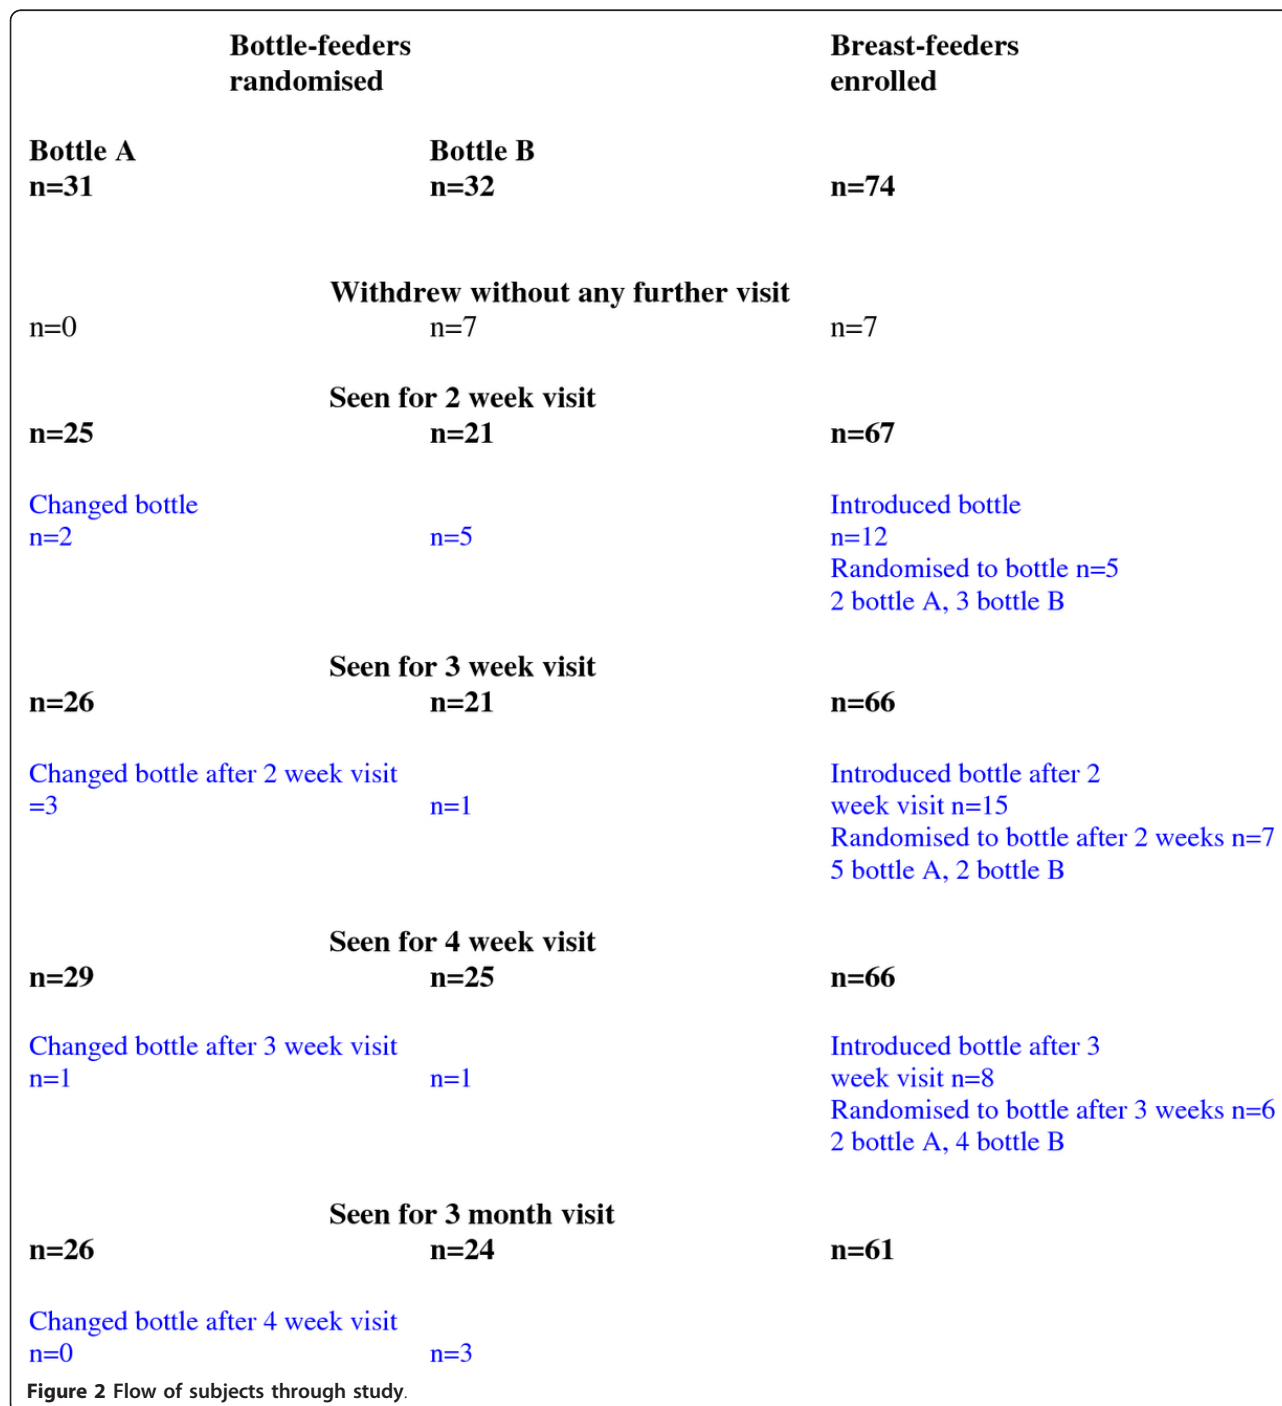 Bottle-feeders randomised
Breast-feeders enrolled
Bottle A n=31
Bottle B n=32
n=74
Withdrew without any further visit
n=0
n=7
n=7
Seen for 2 week visit
n=25
n=21
n=67
Changed bottle
n=2
n=5
Introduced bottle
n=12
Randomised to bottle n=5
2 bottle A, 3 bottle B
Seen for 3 week visit
n=26
n=21
n=66
Changed bottle after 2 week visit
=3
n=1
Introduced bottle after 2
week visit n=15
Randomised to bottle after 2 weeks n=7
5 bottle A, 2 bottle B
Seen for 4 week visit
n=29
n=25
n=66
Changed bottle after 3 week visit
n=1
n=1
Introduced bottle after 3
week visit n=8
Randomised to bottle after 3 weeks n=6
2 bottle A, 4 bottle B
Seen for 3 month visit
n=26
n=24
n=61
Changed bottle after 4 week visit
n=0
n=3
Figure 2 Flow of subjects through study.